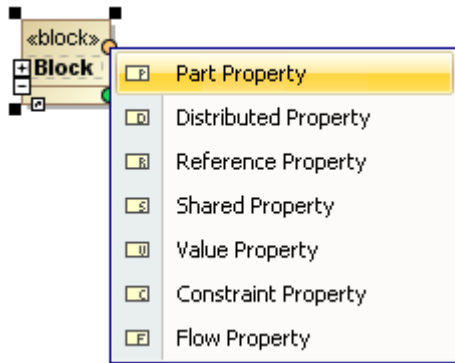 «block»
Block
P Part Property
D Distributed Property
R Reference Property
S Shared Property
U Value Property
C Constraint Property
F Flow Property